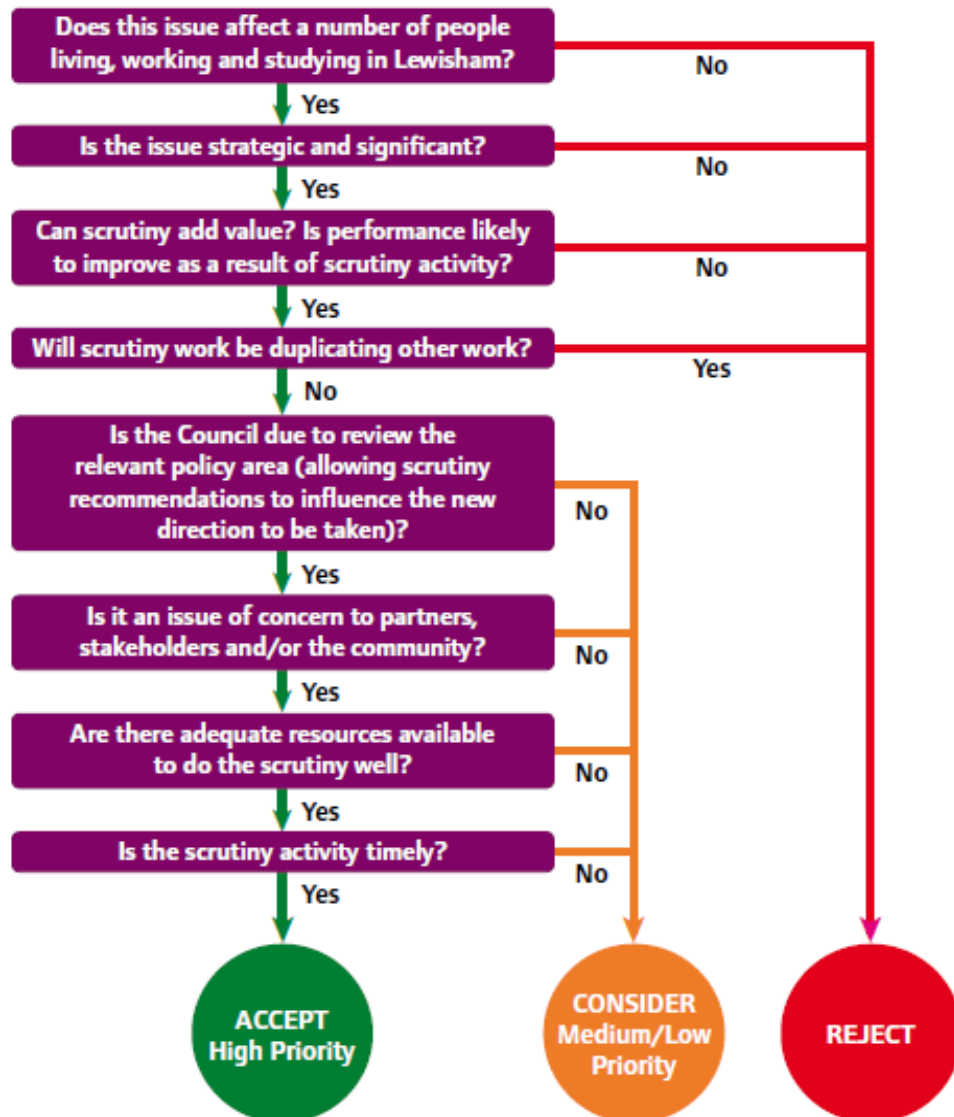 Does this issue affect a number of people
living, working and studying in Lewisham?
No
Yes
Is the issue strategic and significant?
No
Yes
Can scrutiny add value? Is performance likely
to improve as a result of scrutiny activity?
No
Yes
Will scrutiny work be duplicating other work?
Yes
No
Is the Council due to review the
relevant policy area (allowing scrutiny
recommendations to influence the new
direction to be taken)?
No
Yes
Is it an issue of concern to partners,
stakeholders and/or the community?
No
Yes
Are there adequate resources available
to do the scrutiny well?
No
Yes
Is the scrutiny activity timely?
No
Yes
ACCEPT
High Priority
CONSIDER
Medium/Low
Priority
REJECT